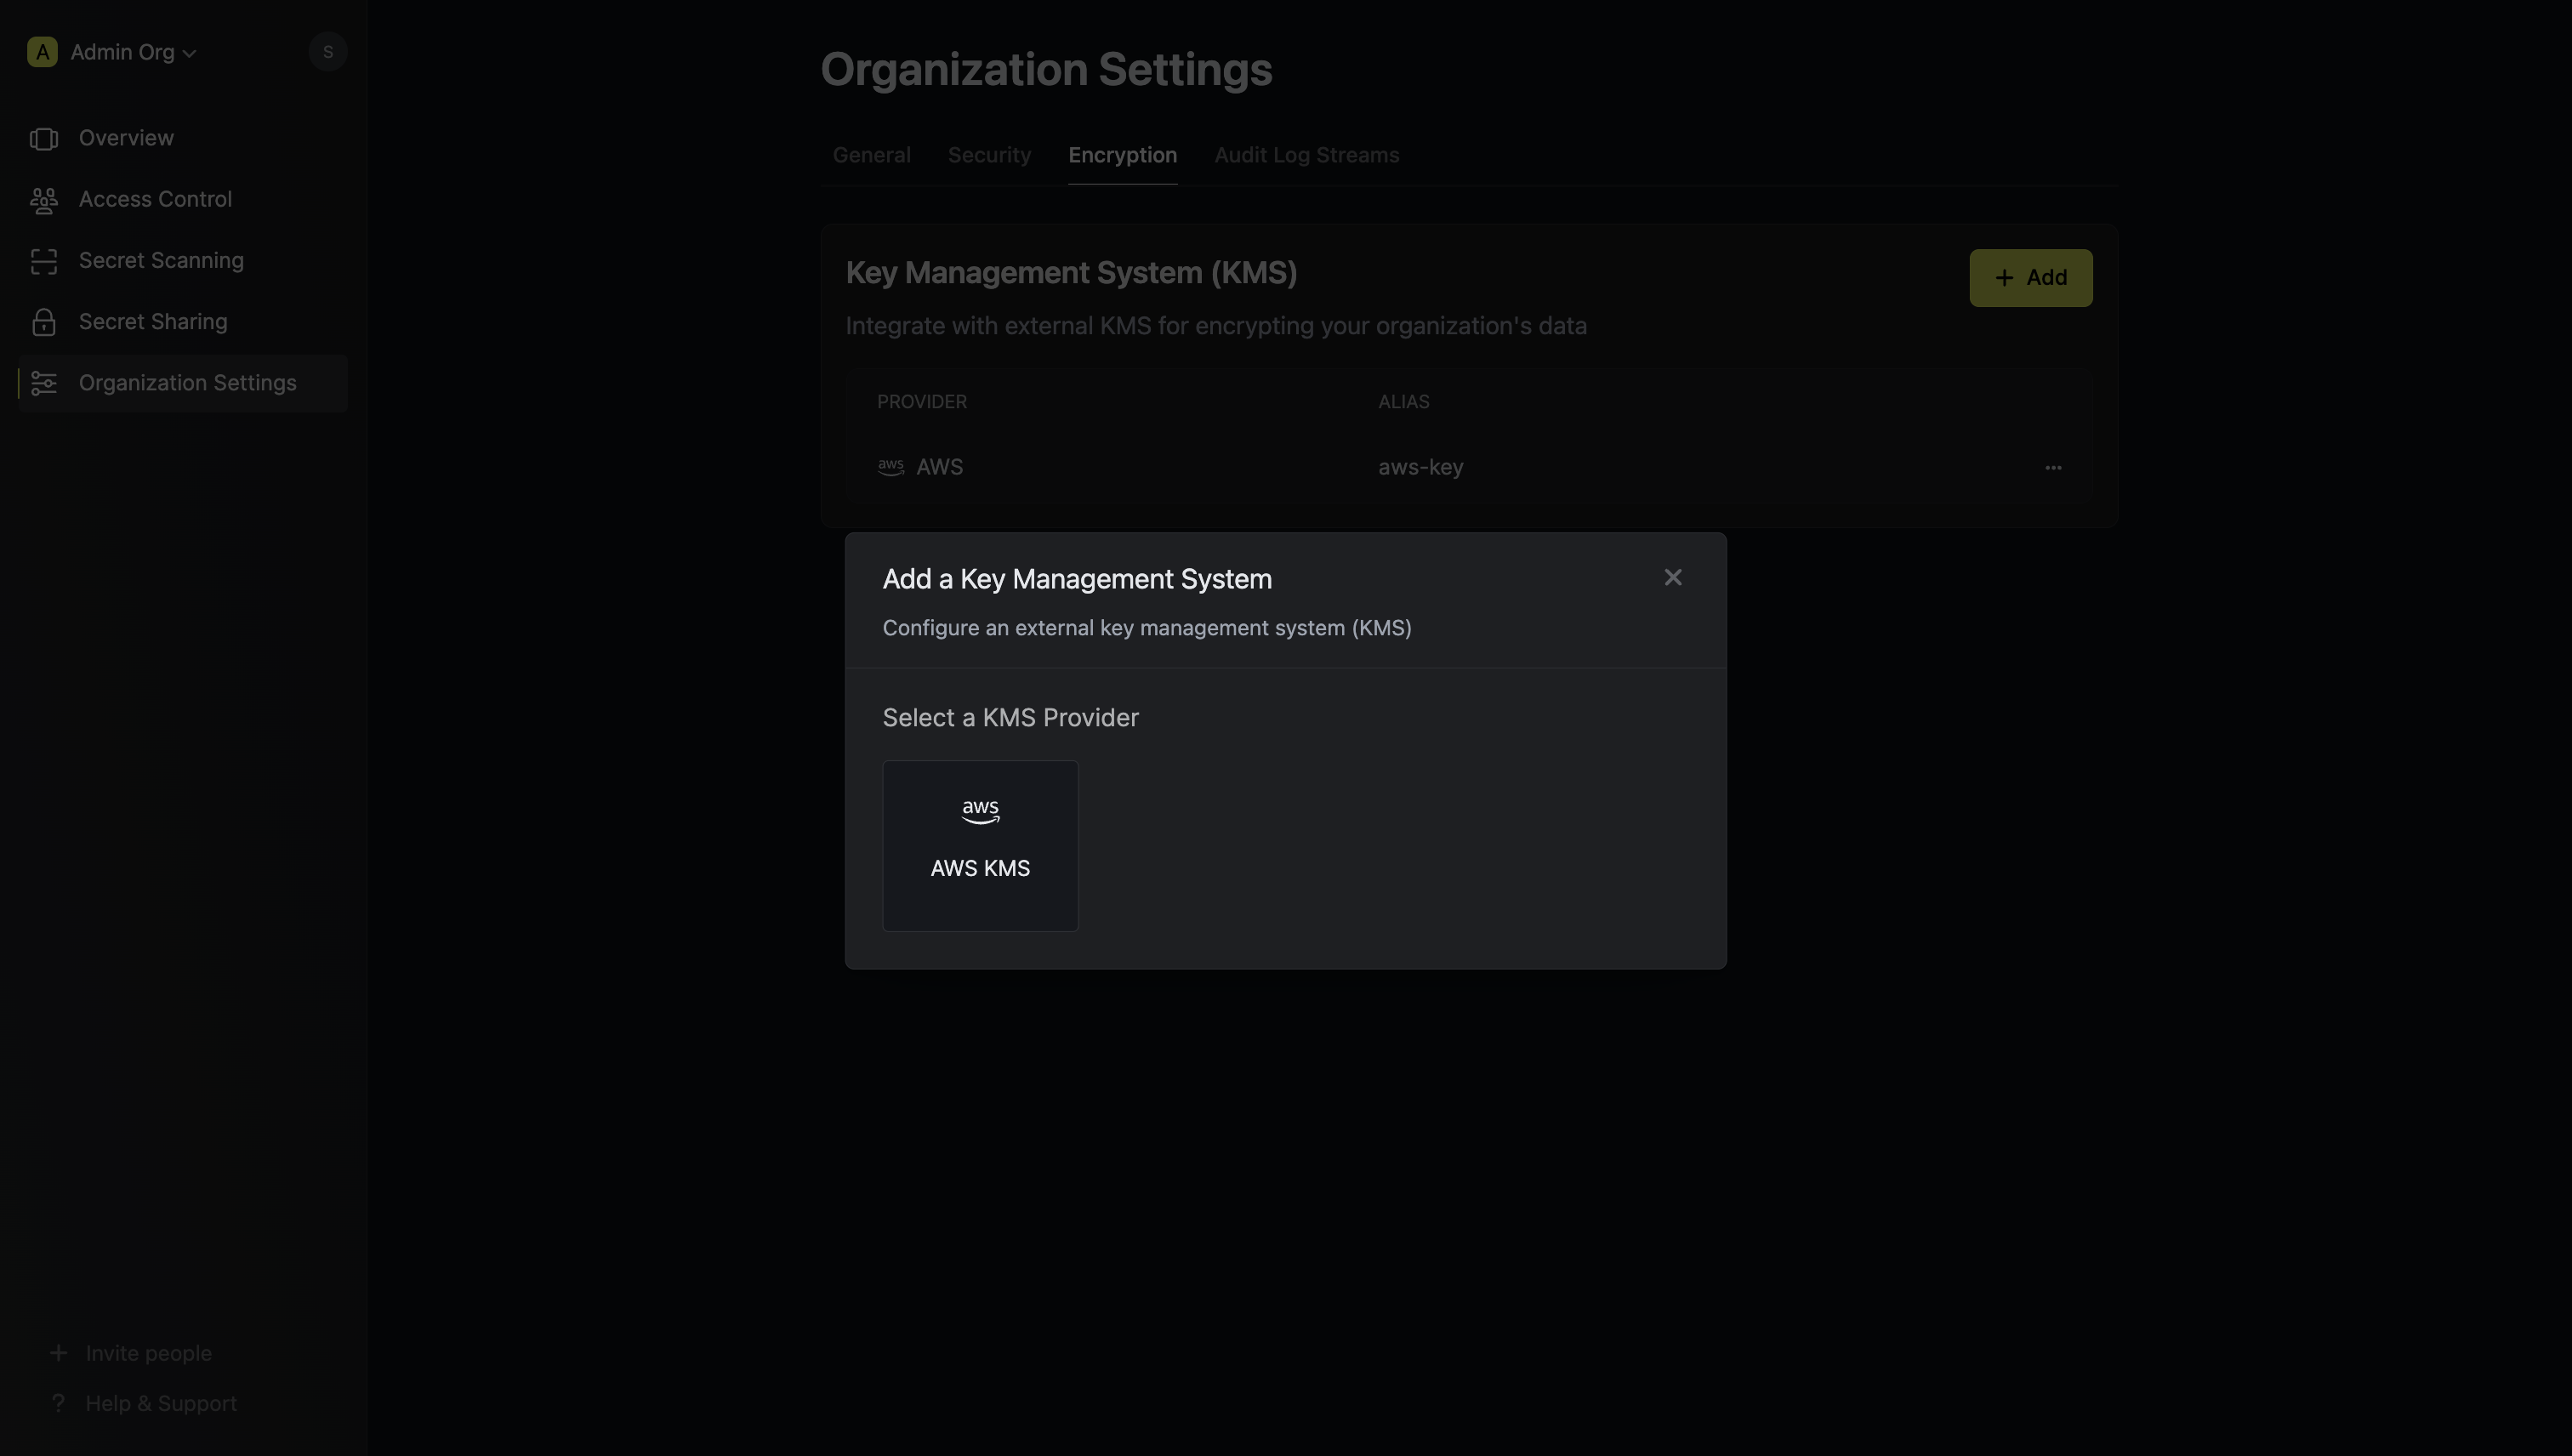 A Admin Org
S
Overview
Access Control
Secret Scanning
Secret Sharing
Organization Settings
Invite people
? Help & Support
Organization Settings
General Security Encryption Audit Log Streams
Key Management System (KMS)
+ Add
Integrate with external KMS for encrypting your organization's data
PROVIDER ALIAS
aws AWS aws-key
Add a Key Management System
Configure an external key management system (KMS)
Select a KMS Provider
aws
AWS KMS